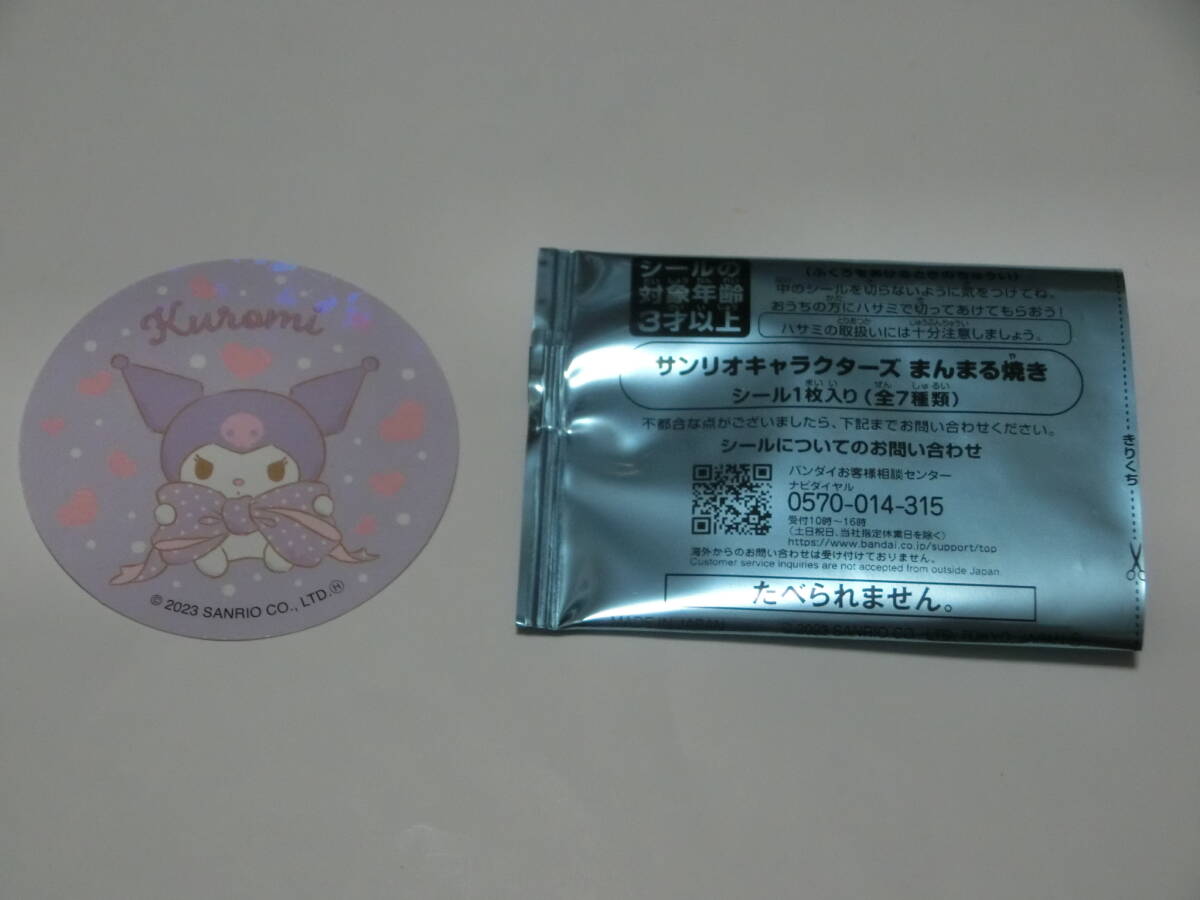 Kuromi
© 2023 SANRIO CO., LTD.Ⓗ
シールの
対象年齢
3才以上
中のシールを切らないように気をつけてね。
おうちの方にハサミで切ってあけてもらおう!
ハサミの取扱いには十分注意しましょう。
サンリオキャラクターズ まんまる焼き
シール1枚入り(全7種類)
不都合な点がございましたら、下記までお問い合わせください。
シールについてのお問い合わせ
バンダイお客様相談センター
ナビダイヤル
0570-014-315
受付10時~16時
(土日祝日、当社指定休業日を除く)
https://www.bandai.co.jp/support/top
海外からのお問い合わせは受け付けておりません。
Customer service inquiries are not accepted from outside Japan.
たべられません。
MADE IN JAPAN
© 2023 SANRIO CO., LTD.
きりくち